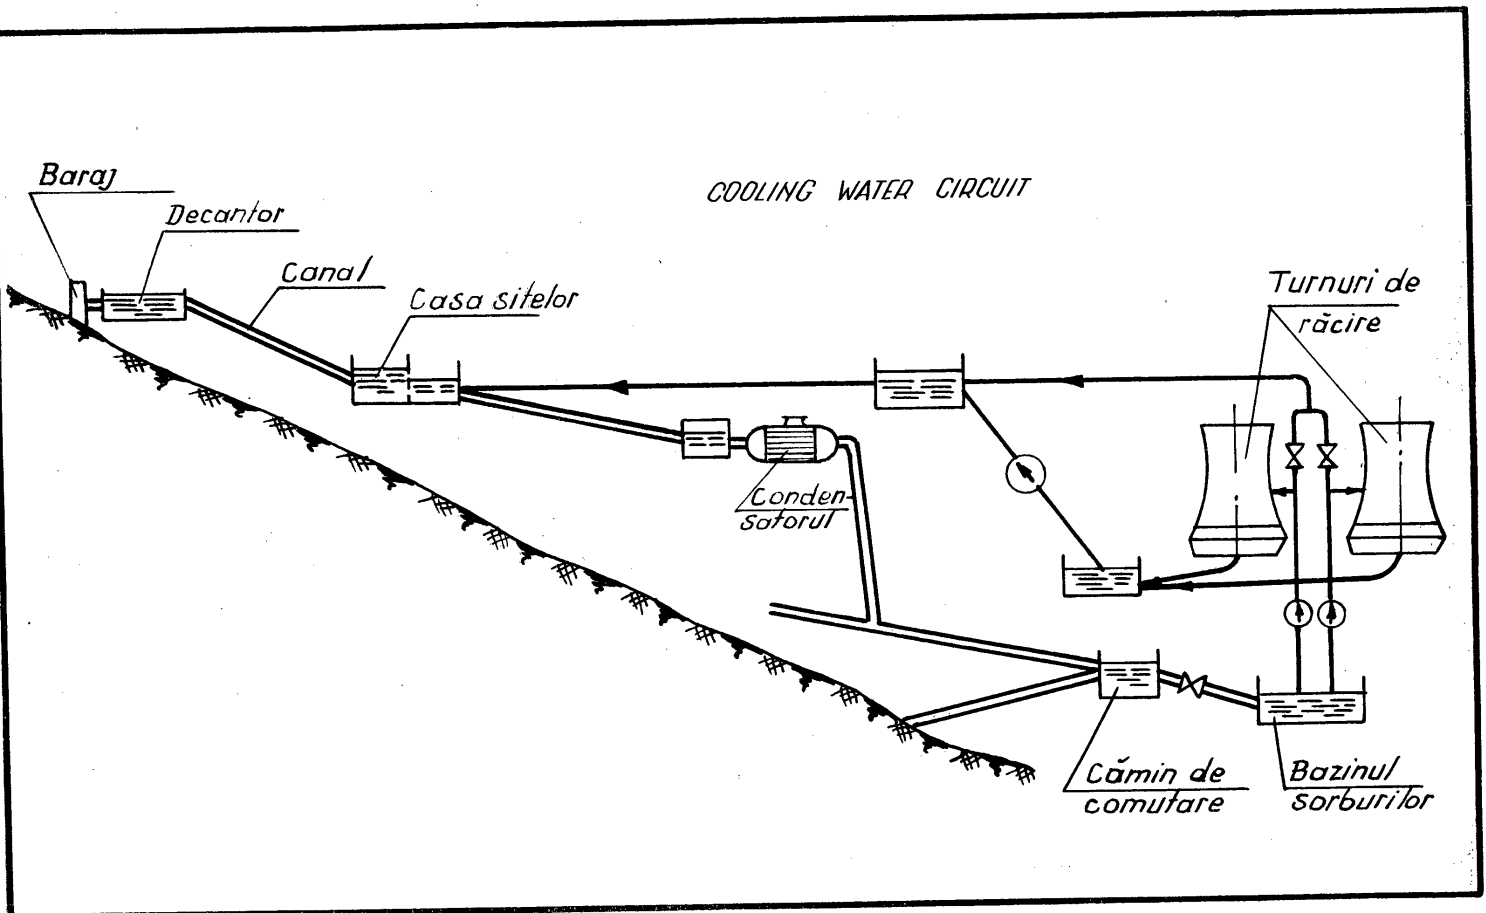 Baraj
COOLING WATER CIRCUIT
Decantor
Canal
Casa sitelor
Turnuri de
răcire
Conden-
satorul
Cămin de
comutare
Bazinul
sorburilor